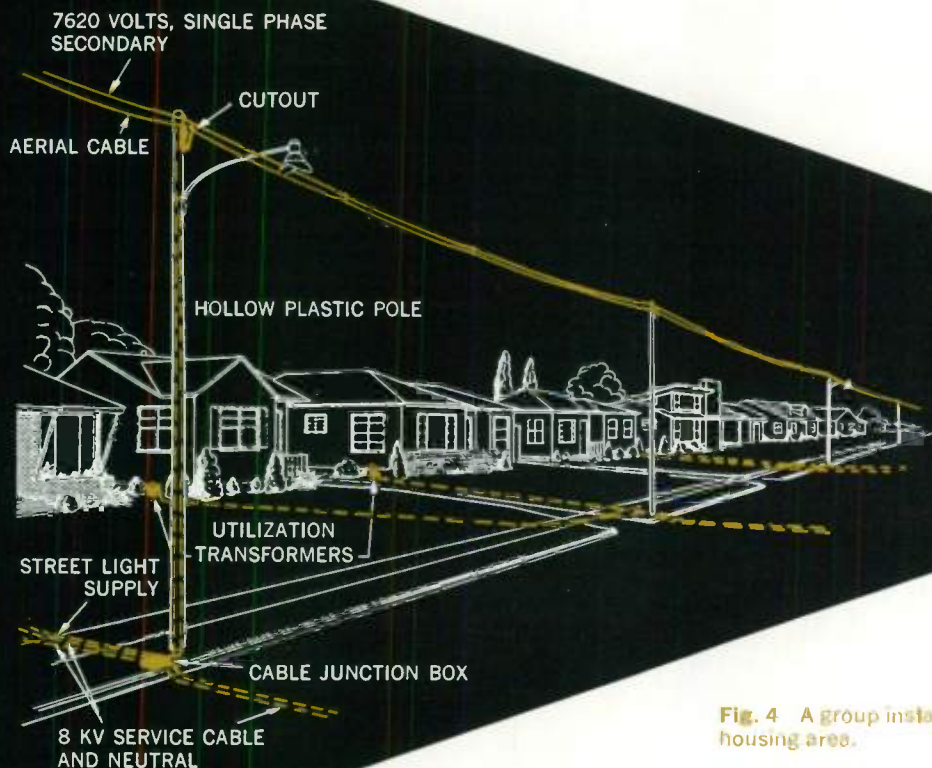 7620 VOLTS, SINGLE PHASE
SECONDARY
CUTOUT
AERIAL CABLE
HOLLOW PLASTIC POLE
UTILIZATION
TRANSFORMERS
STREET LIGHT
SUPPLY
CABLE JUNCTION BOX
8 KV SERVICE CABLE
AND NEUTRAL
Fig. 4 A group
housing area.